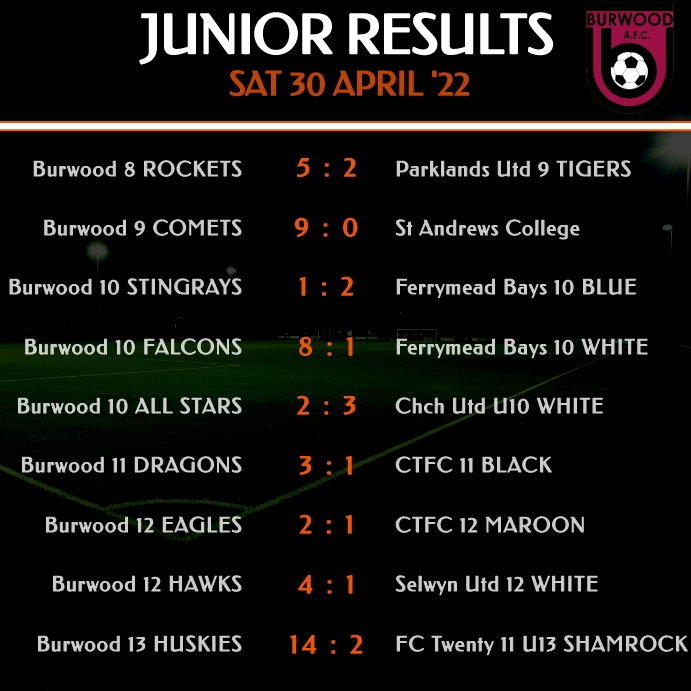 JUNIOR RESULTS
SAT 30 APRIL '22
BURWOOD
A.F.C.
Burwood 8 ROCKETS 5 : 2 Parklands Utd 9 TIGERS
Burwood 9 COMETS 9 : 0 St Andrews College
Burwood 10 STINGRAYS 1 : 2 Ferrymead Bays 10 BLUE
Burwood 10 FALCONS 8 : 1 Ferrymead Bays 10 WHITE
Burwood 10 ALL STARS 2 : 3 Chch Utd U10 WHITE
Burwood 11 DRAGONS 3 : 1 CTFC 11 BLACK
Burwood 12 EAGLES 2 : 1 CTFC 12 MAROON
Burwood 12 HAWKS 4 : 1 Selwyn Utd 12 WHITE
Burwood 13 HUSKIES 14 : 2 FC Twenty 11 U13 SHAMROCK